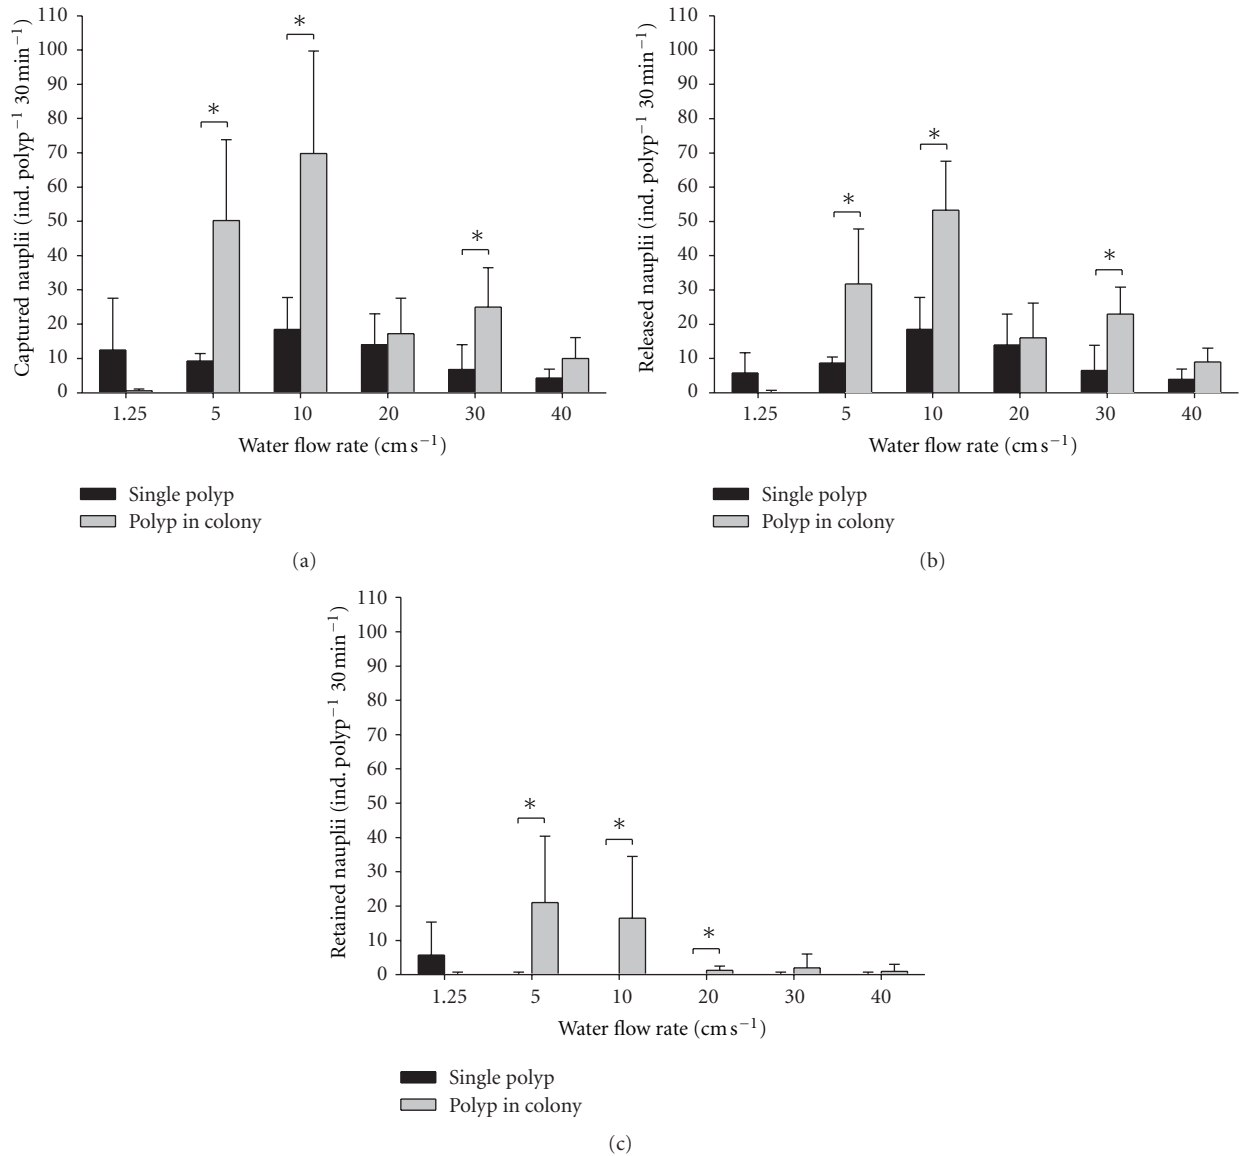 110
100
90
80
70
60
50
40
30
20
10
0
Captured nauplii (ind. polyp⁻¹ 30 min⁻¹)
*
*
*
1.25 5 10 20 30 40
Water flow rate (cm s⁻¹)
Single polyp
Polyp in colony
(a)
110
100
90
80
70
60
50
40
30
20
10
0
Released nauplii (ind. polyp⁻¹ 30 min⁻¹)
*
*
*
1.25 5 10 20 30 40
Water flow rate (cm s⁻¹)
Single polyp
Polyp in colony
(b)
110
100
90
80
70
60
50
40
30
20
10
0
Retained nauplii (ind. polyp⁻¹ 30 min⁻¹)
*
*
*
1.25 5 10 20 30 40
Water flow rate (cm s⁻¹)
Single polyp
Polyp in colony
(c)